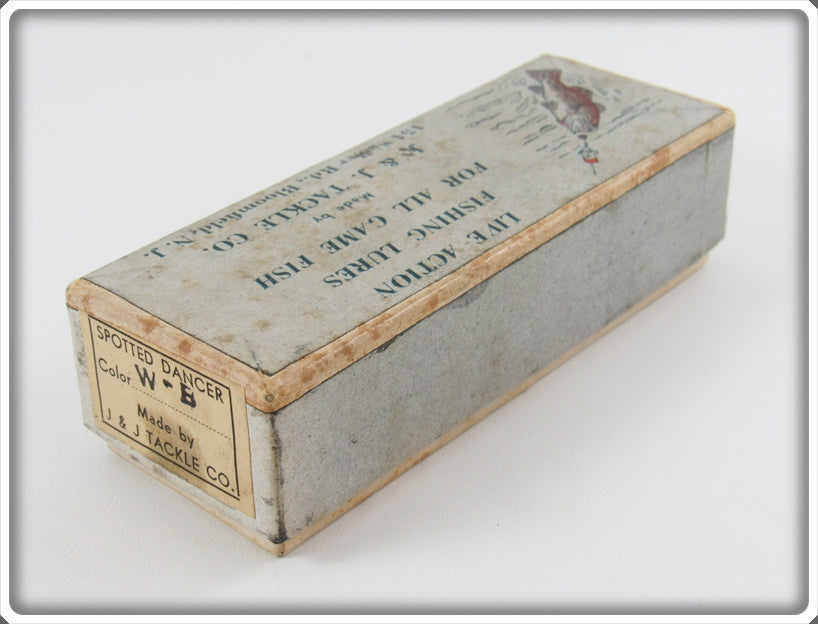 LIVE ACTION
FISHING LURES
FOR ALL GAME FISH
Made by
J. & J. TACKLE CO.
Rd., Bloomfield, N. J.
SPOTTED DANCER
Color W-B
Made by
J & J TACKLE CO.